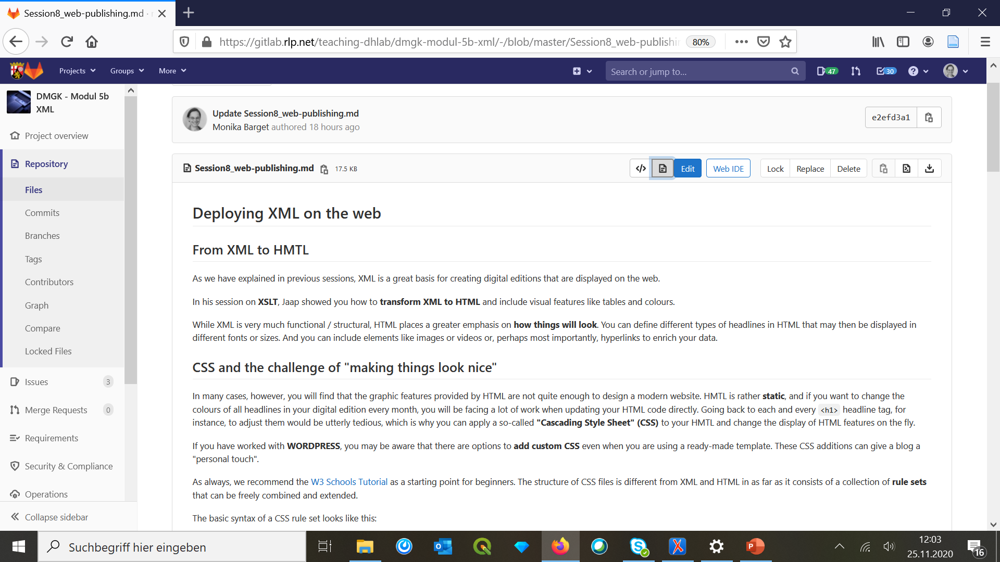 Session8_web-publishing.md
https://gitlab.rlp.net/teaching-dhlab/dmgk-modul-5b-xml/-/blob/master/Session8_web-publishin
80%
Projects
Groups
More
Search or jump to...
47
30
DMGK - Modul 5b
XML
Project overview
Repository
Files
Commits
Branches
Tags
Contributors
Graph
Compare
Locked Files
Issues
3
Merge Requests
0
Requirements
Security & Compliance
Operations
Collapse sidebar
Update Session8_web-publishing.md
Monika Barget authored 18 hours ago
e2efd3a1
Session8_web-publishing.md
17.5 KB
Edit
Web IDE
Lock
Replace
Delete
Deploying XML on the web
From XML to HMTL
As we have explained in previous sessions, XML is a great basis for creating digital editions that are displayed on the web.
In his session on XSLT, Jaap showed you how to transform XML to HTML and include visual features like tables and colours.
While XML is very much functional / structural, HTML places a greater emphasis on how things will look. You can define different types of headlines in HTML that may then be displayed in
different fonts or sizes. And you can include elements like images or videos or, perhaps most importantly, hyperlinks to enrich your data.
CSS and the challenge of "making things look nice"
In many cases, however, you will find that the graphic features provided by HTML are not quite enough to design a modern website. HMTL is rather static, and if you want to change the
colours of all headlines in your digital edition every month, you will be facing a lot of work when updating your HTML code directly. Going back to each and every <h1> headline tag, for
instance, to adjust them would be utterly tedious, which is why you can apply a so-called "Cascading Style Sheet" (CSS) to your HMTL and change the display of HTML features on the fly.
If you have worked with WORDPRESS, you may be aware that there are options to add custom CSS even when you are using a ready-made template. These CSS additions can give a blog a
"personal touch".
As always, we recommend the W3 Schools Tutorial as a starting point for beginners. The structure of CSS files is different from XML and HTML in as far as it consists of a collection of rule sets
that can be freely combined and extended.
The basic syntax of a CSS rule set looks like this:
Suchbegriff hier eingeben
12:03
25.11.2020
16